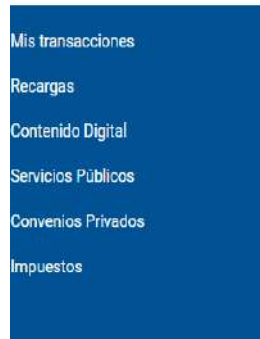 Mis transacciones
Recargas
Contenido Digital
Servicios Públicos
Convenios Privados
Impuestos